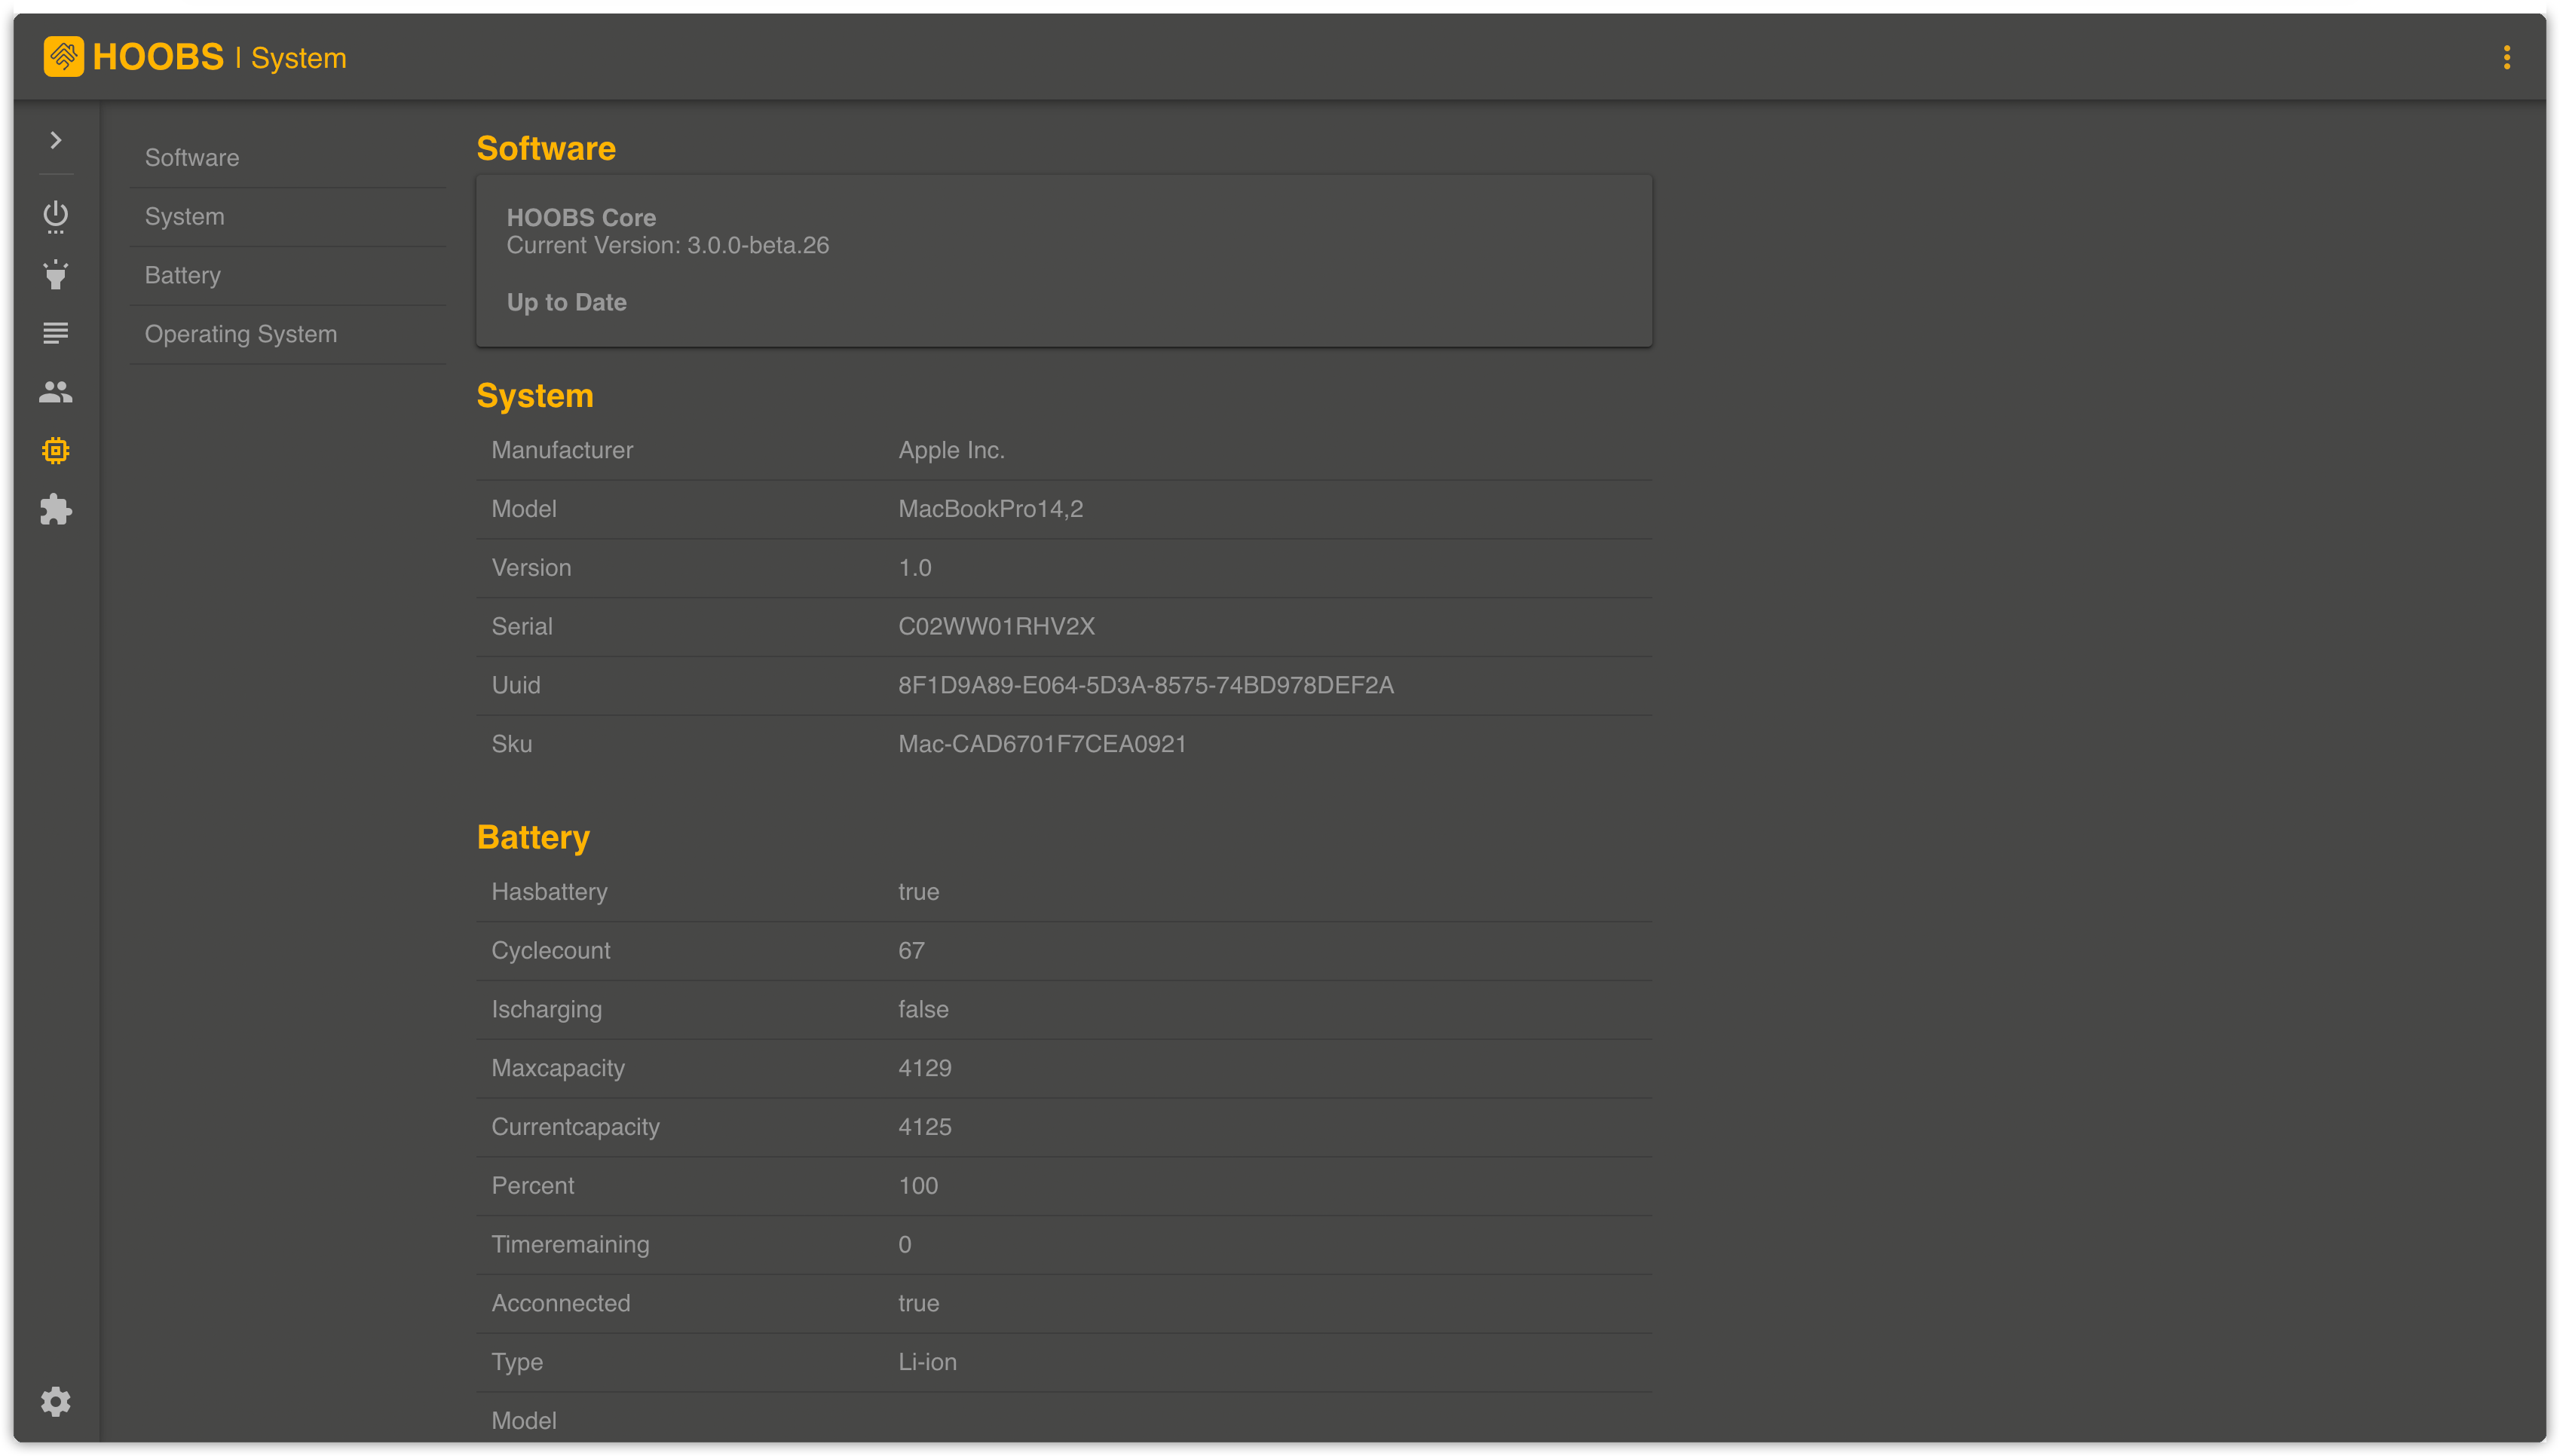 HOOBS | System
Software
System
Battery
Operating System
Software
HOOBS Core
Current Version: 3.0.0-beta.26
Up to Date
System
Manufacturer Apple Inc.
Model MacBookPro14,2
Version 1.0
Serial C02WW01RHV2X
Uuid 8F1D9A89-E064-5D3A-8575-74BD978DEF2A
Sku Mac-CAD6701F7CEA0921
Battery
Hasbattery true
Cyclecount 67
Ischarging false
Maxcapacity 4129
Currentcapacity 4125
Percent 100
Timeremaining 0
Acconnected true
Type Li-ion
Model